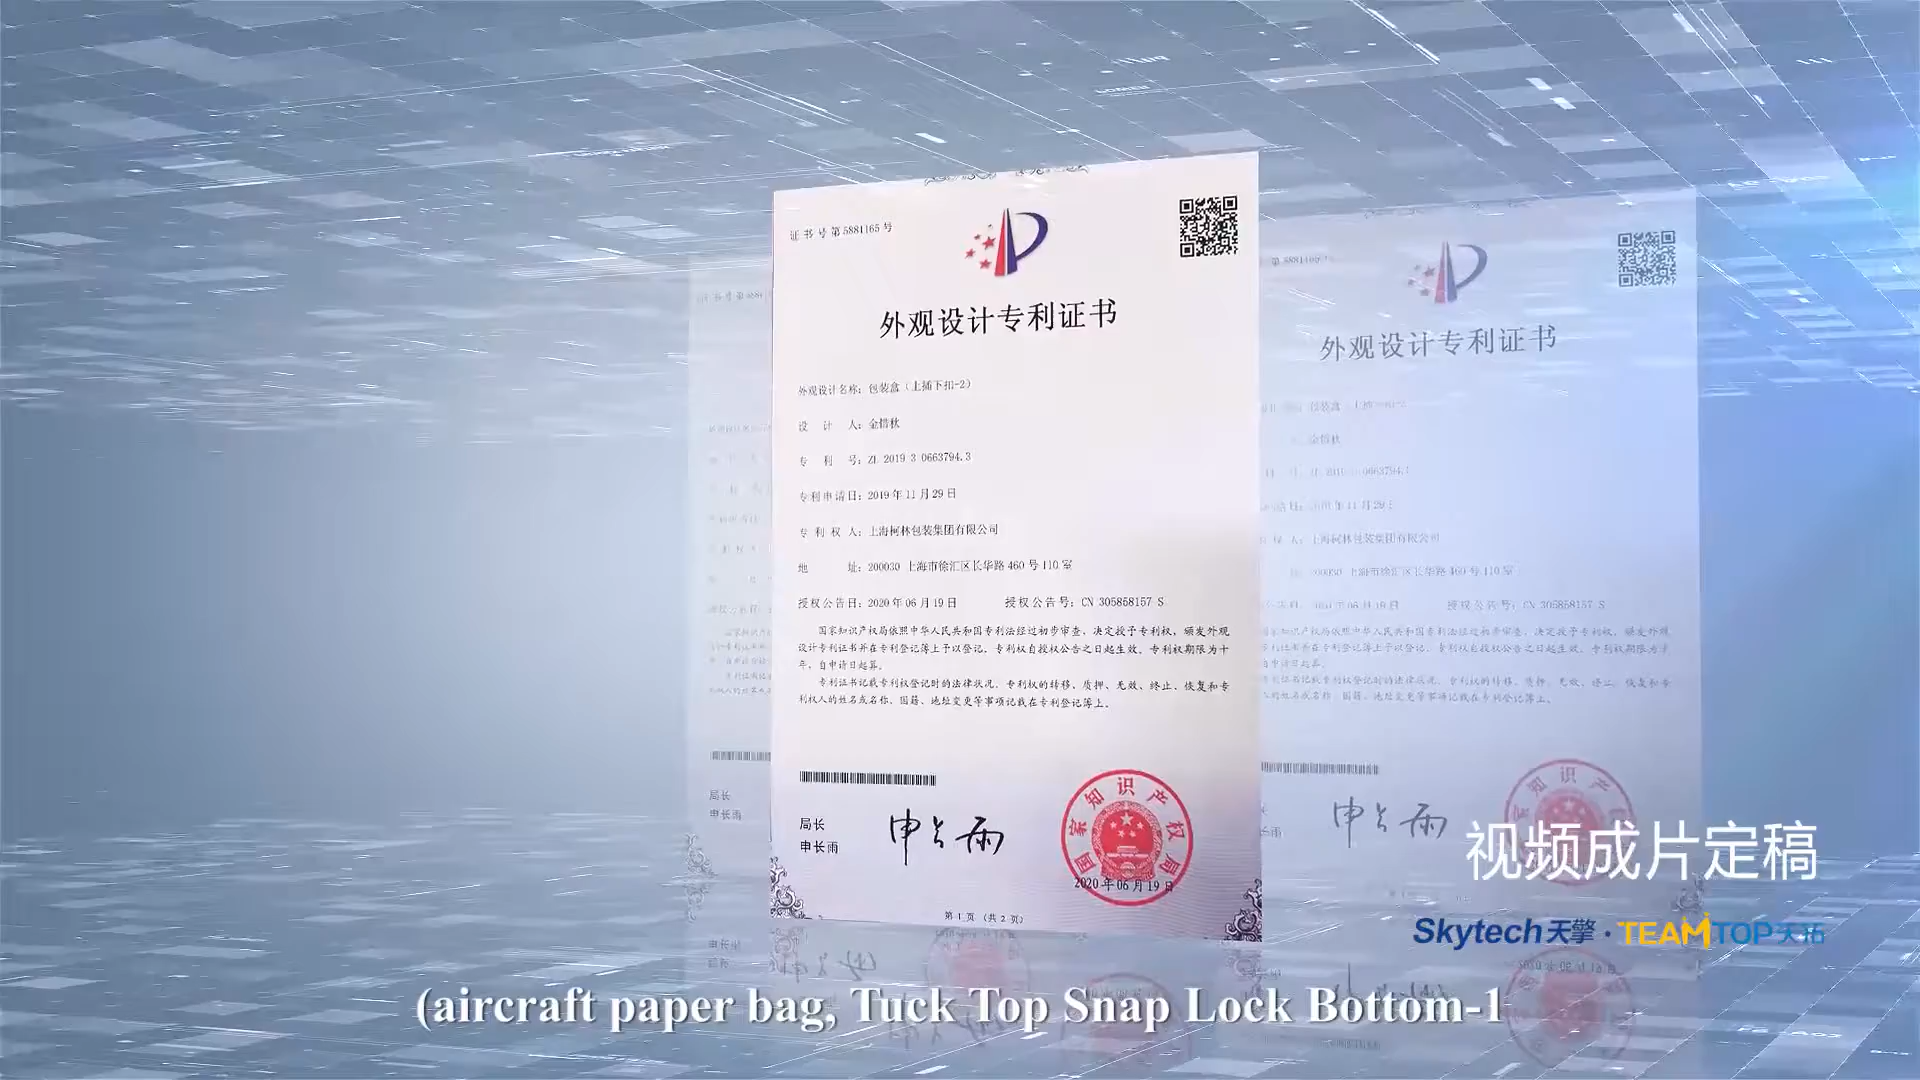 证书号第5881165号
外观设计专利证书
外观设计名称：包装盒（上插下扣-2）
设 计 人：金惜秋
专 利 号：ZL 2019 3 0663794.3
专利申请日：2019年11月29日
专 利 权 人：上海柯林包装集团有限公司
地 址：200030 上海市徐汇区长华路460号110室
授权公告日：2020年06月19日 授权公告号：CN 305858157 S
国家知识产权局依照中华人民共和国专利法经过初步审查，决定授予专利权，颁发外观
设计专利证书并在专利登记簿上予以登记。专利权自授权公告之日起生效。专利权期限为十
年，自申请日起算。
专利证书记载专利权登记时的法律状况。专利权的转移、质押、无效、终止、恢复和专
利权人的姓名或名称、国籍、地址变更等事项记载在专利登记簿上。
局长
申长雨
申长雨
国家知识产权局
2020年06月19日
第1页（共2页）
外观设计专利证书
授权公告号：CN 305858157 S
视频成片定稿
Skytech天擎·TEAMTOP天拓
(aircraft paper bag, Tuck Top Snap Lock Bottom-1